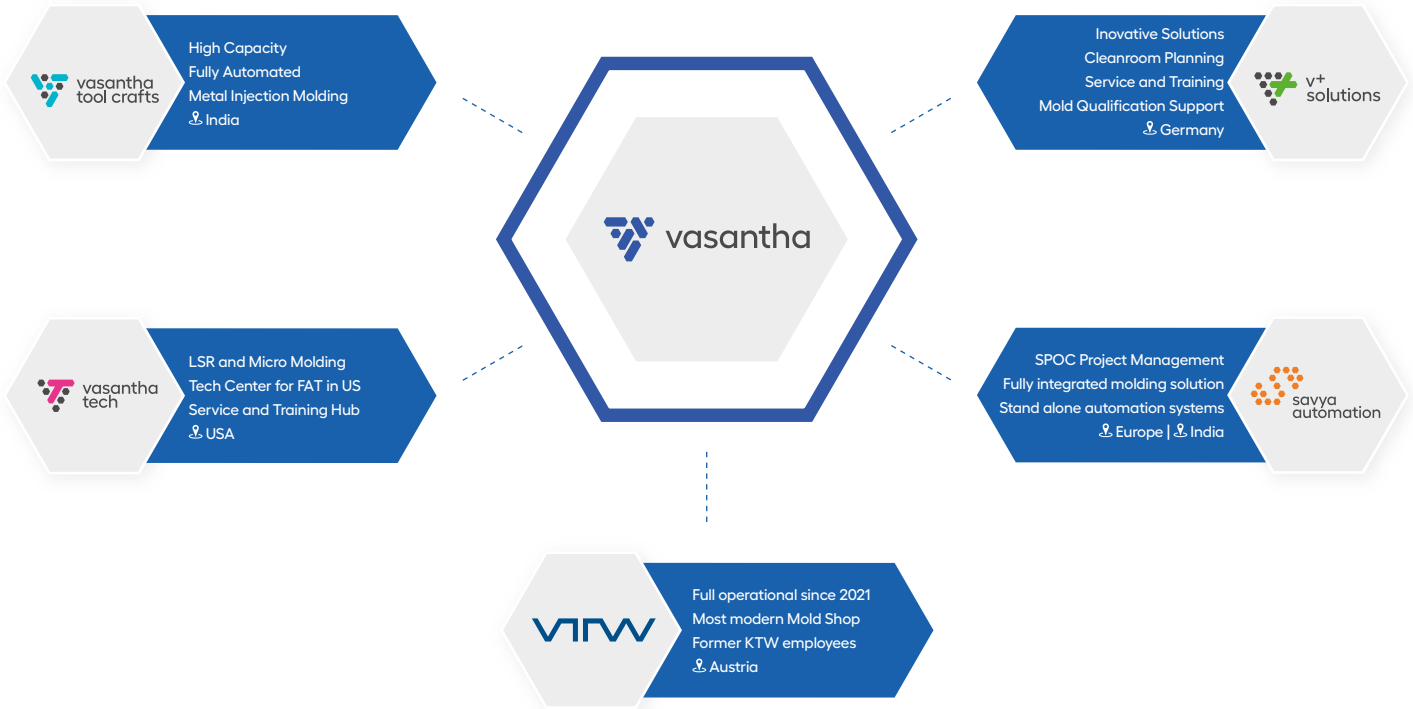 vasantha
tool crafts
High Capacity
Fully Automated
Metal Injection Molding
India
Inovative Solutions
Cleanroom Planning
Service and Training
Mold Qualification Support
Germany
v+
solutions
vasantha
vasantha
tech
LSR and Micro Molding
Tech Center for FAT in US
Service and Training Hub
USA
SPOC Project Management
Fully integrated molding solution
Stand alone automation systems
Europe | India
savya
automation
VTW
Full operational since 2021
Most modern Mold Shop
Former KTW employees
Austria